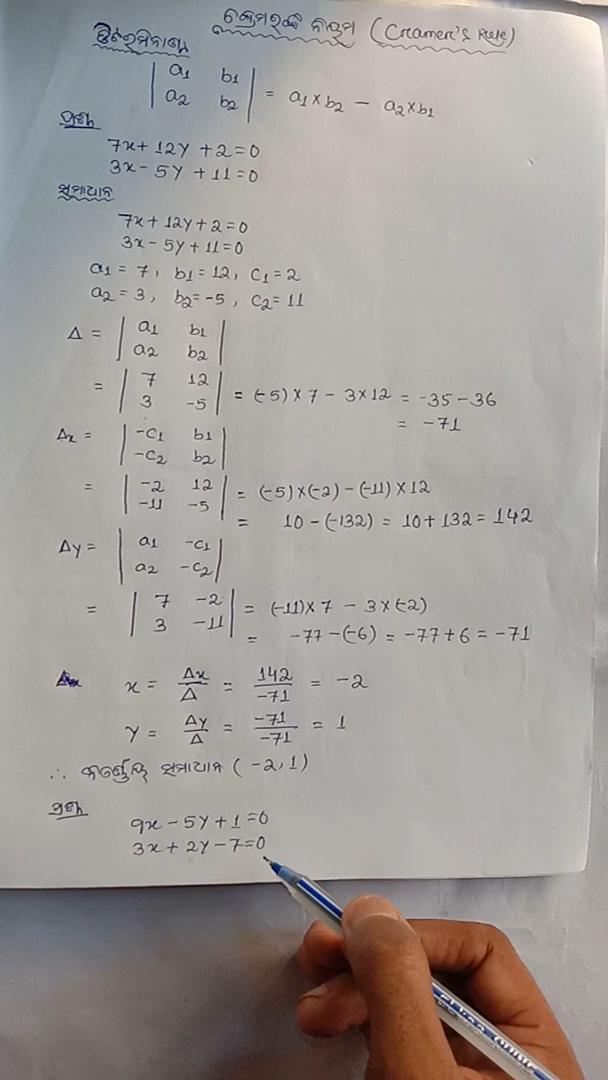 କ୍ରେମରଙ୍କ ନିୟମ (Cramer's Rule)
ଡିଟରମିନାଣ୍ଟ
| a1 b1 |
| a2 b2 | = a1×b2 - a2×b1
ପ୍ରଶ୍ନ
7x + 12y + 2 = 0
3x - 5y + 11 = 0
ସମାଧାନ
7x + 12y + 2 = 0
3x - 5y + 11 = 0
a1 = 7, b1 = 12, c1 = 2
a2 = 3, b2 = -5, c2 = 11
Δ = | a1 b1 |
| a2 b2 |
= | 7 12 |
| 3 -5 | = (-5) × 7 - 3 × 12 = -35 - 36
= -71
Δx = | -c1 b1 |
| -c2 b2 |
= | -2 12 |
| -11 -5 | = (-5)×(-2) - (-11) × 12
= 10 - (-132) = 10 + 132 = 142
Δy = | a1 -c1 |
| a2 -c2 |
= | 7 -2 |
| 3 -11 | = (-11) × 7 - 3 × (-2)
= -77 - (-6) = -77 + 6 = -71
x = Δx/Δ = 142/-71 = -2
y = Δy/Δ = -71/-71 = 1
∴ ସମାଧାନ (-2, 1)
ପ୍ରଶ୍ନ
9x - 5y + 1 = 0
3x + 2y - 7 = 0